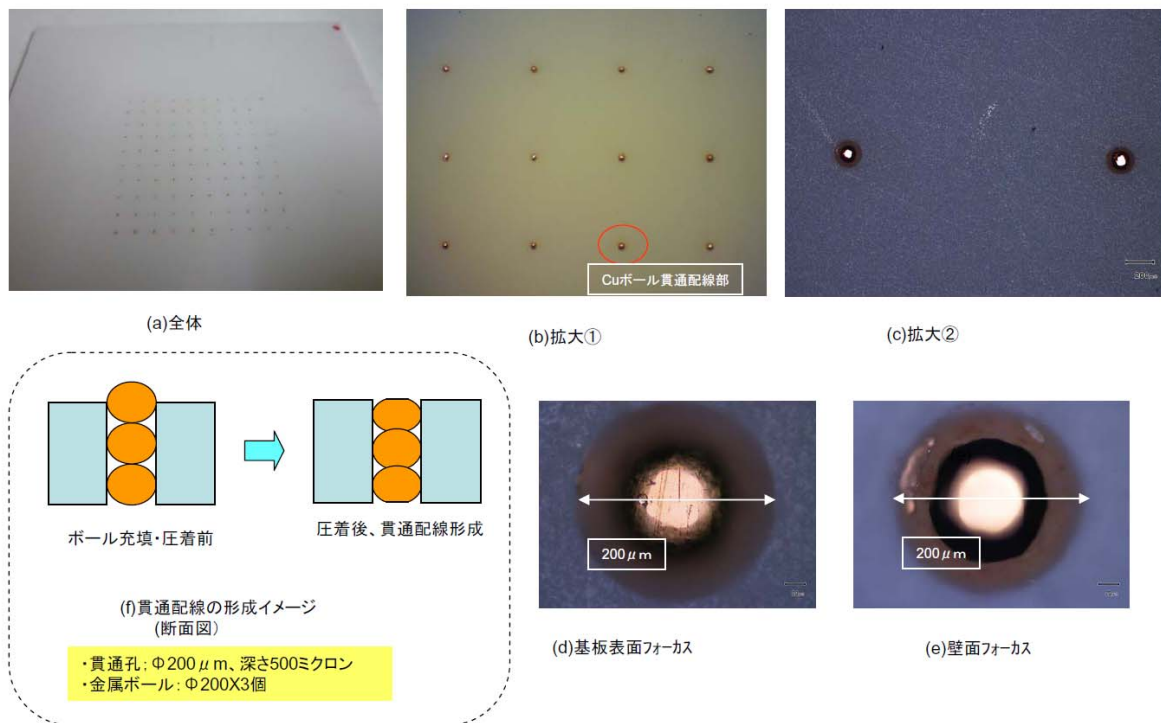 Cuボール貫通配線部
200μm
(a)全体
(b)拡大①
(c)拡大②
ボール充填・圧着前
圧着後、貫通配線形成
(f)貫通配線の形成イメージ
(断面図)
・貫通孔:Φ200μm、深さ500ミクロン
・金属ボール:Φ200X3個
200μm
200μm
(d)基板表面フォーカス
(e)壁面フォーカス